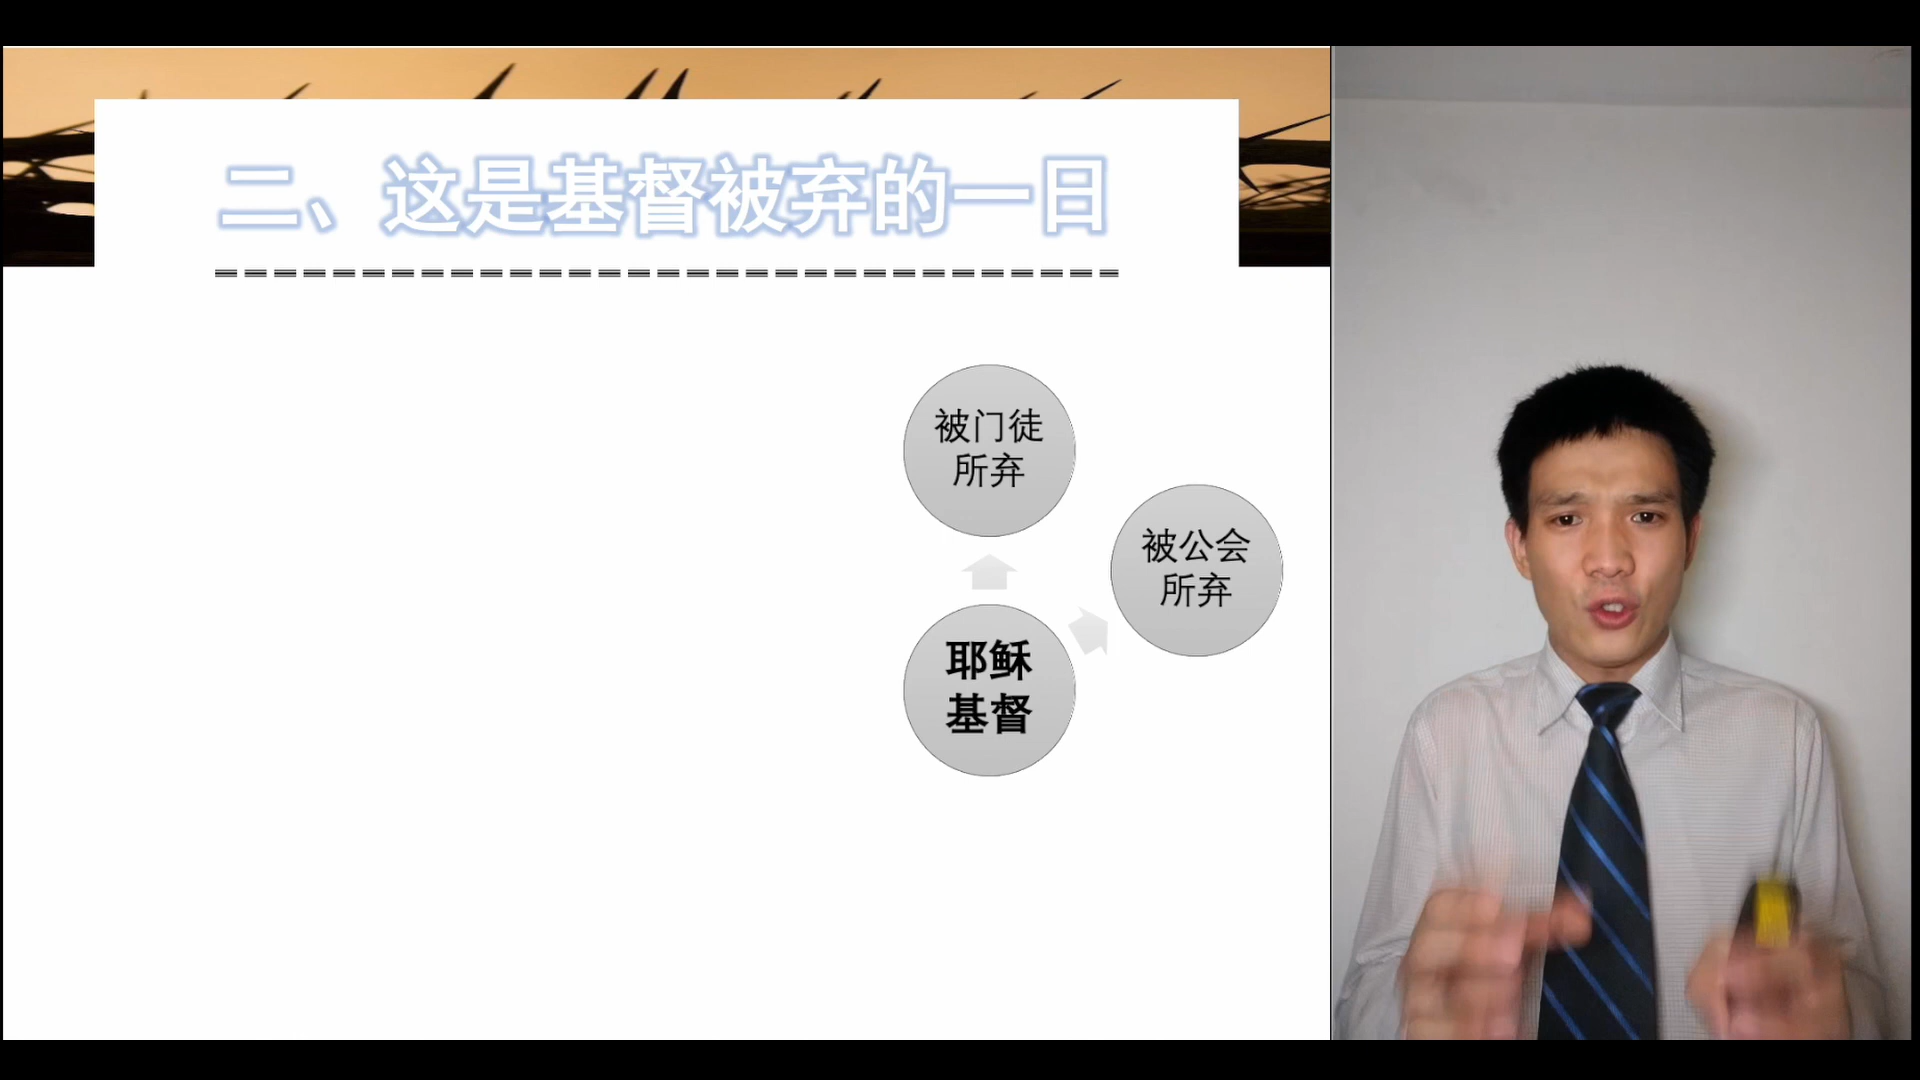 二、这是基督被弃的一日
被门徒
所弃
被公会
所弃
耶稣
基督